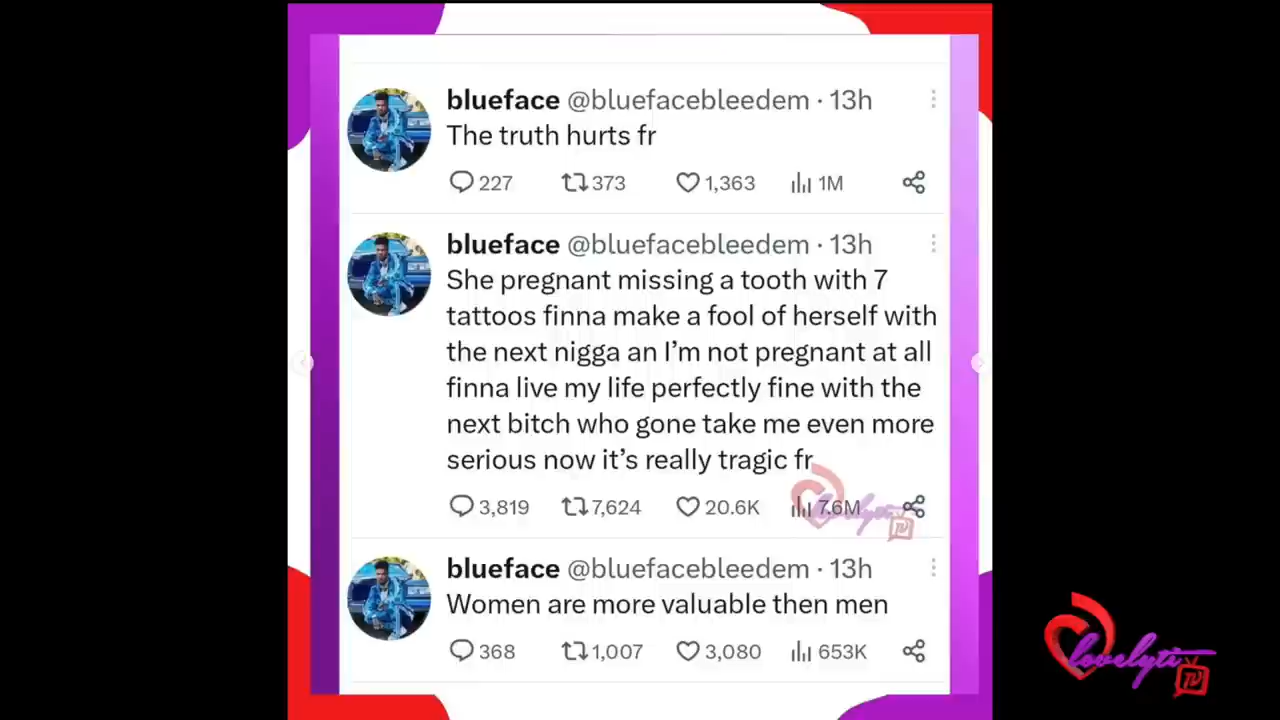 blueface @bluefacebleedem · 13h
The truth hurts fr
227 373 1,363 1M
blueface @bluefacebleedem · 13h
She pregnant missing a tooth with 7
tattoos finna make a fool of herself with
the next nigga an I'm not pregnant at all
finna live my life perfectly fine with the
next bitch who gone take me even more
serious now it's really tragic fr
3,819 7,624 20.6K 7.6M
lovelyti TV
blueface @bluefacebleedem · 13h
Women are more valuable then men
368 1,007 3,080 653K
lovelyti TV